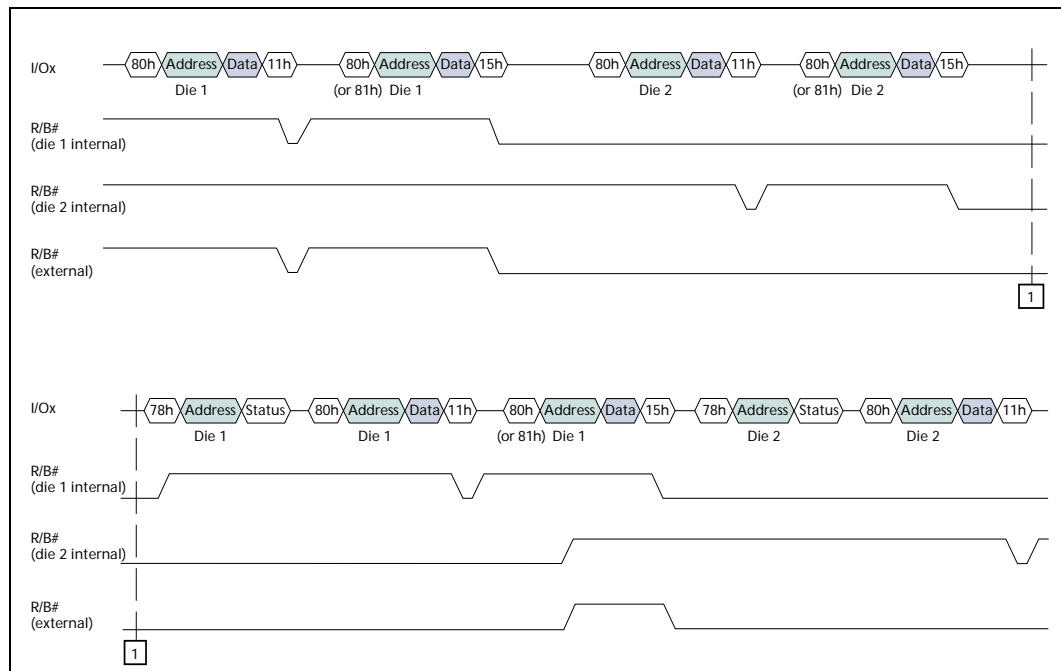 I/Ox 80h Address Data 11h 80h Address Data 15h 80h Address Data 11h 80h Address Data 15h
Die 1 (or 81h) Die 1 Die 2 (or 81h) Die 2
R/B#
(die 1 internal)
R/B#
(die 2 internal)
R/B#
(external)
1
I/Ox 78h Address Status 80h Address Data 11h 80h Address Data 15h 78h Address Status 80h Address Data 11h
Die 1 Die 1 (or 81h) Die 1 Die 2 Die 2
R/B#
(die 1 internal)
R/B#
(die 2 internal)
R/B#
(external)
1